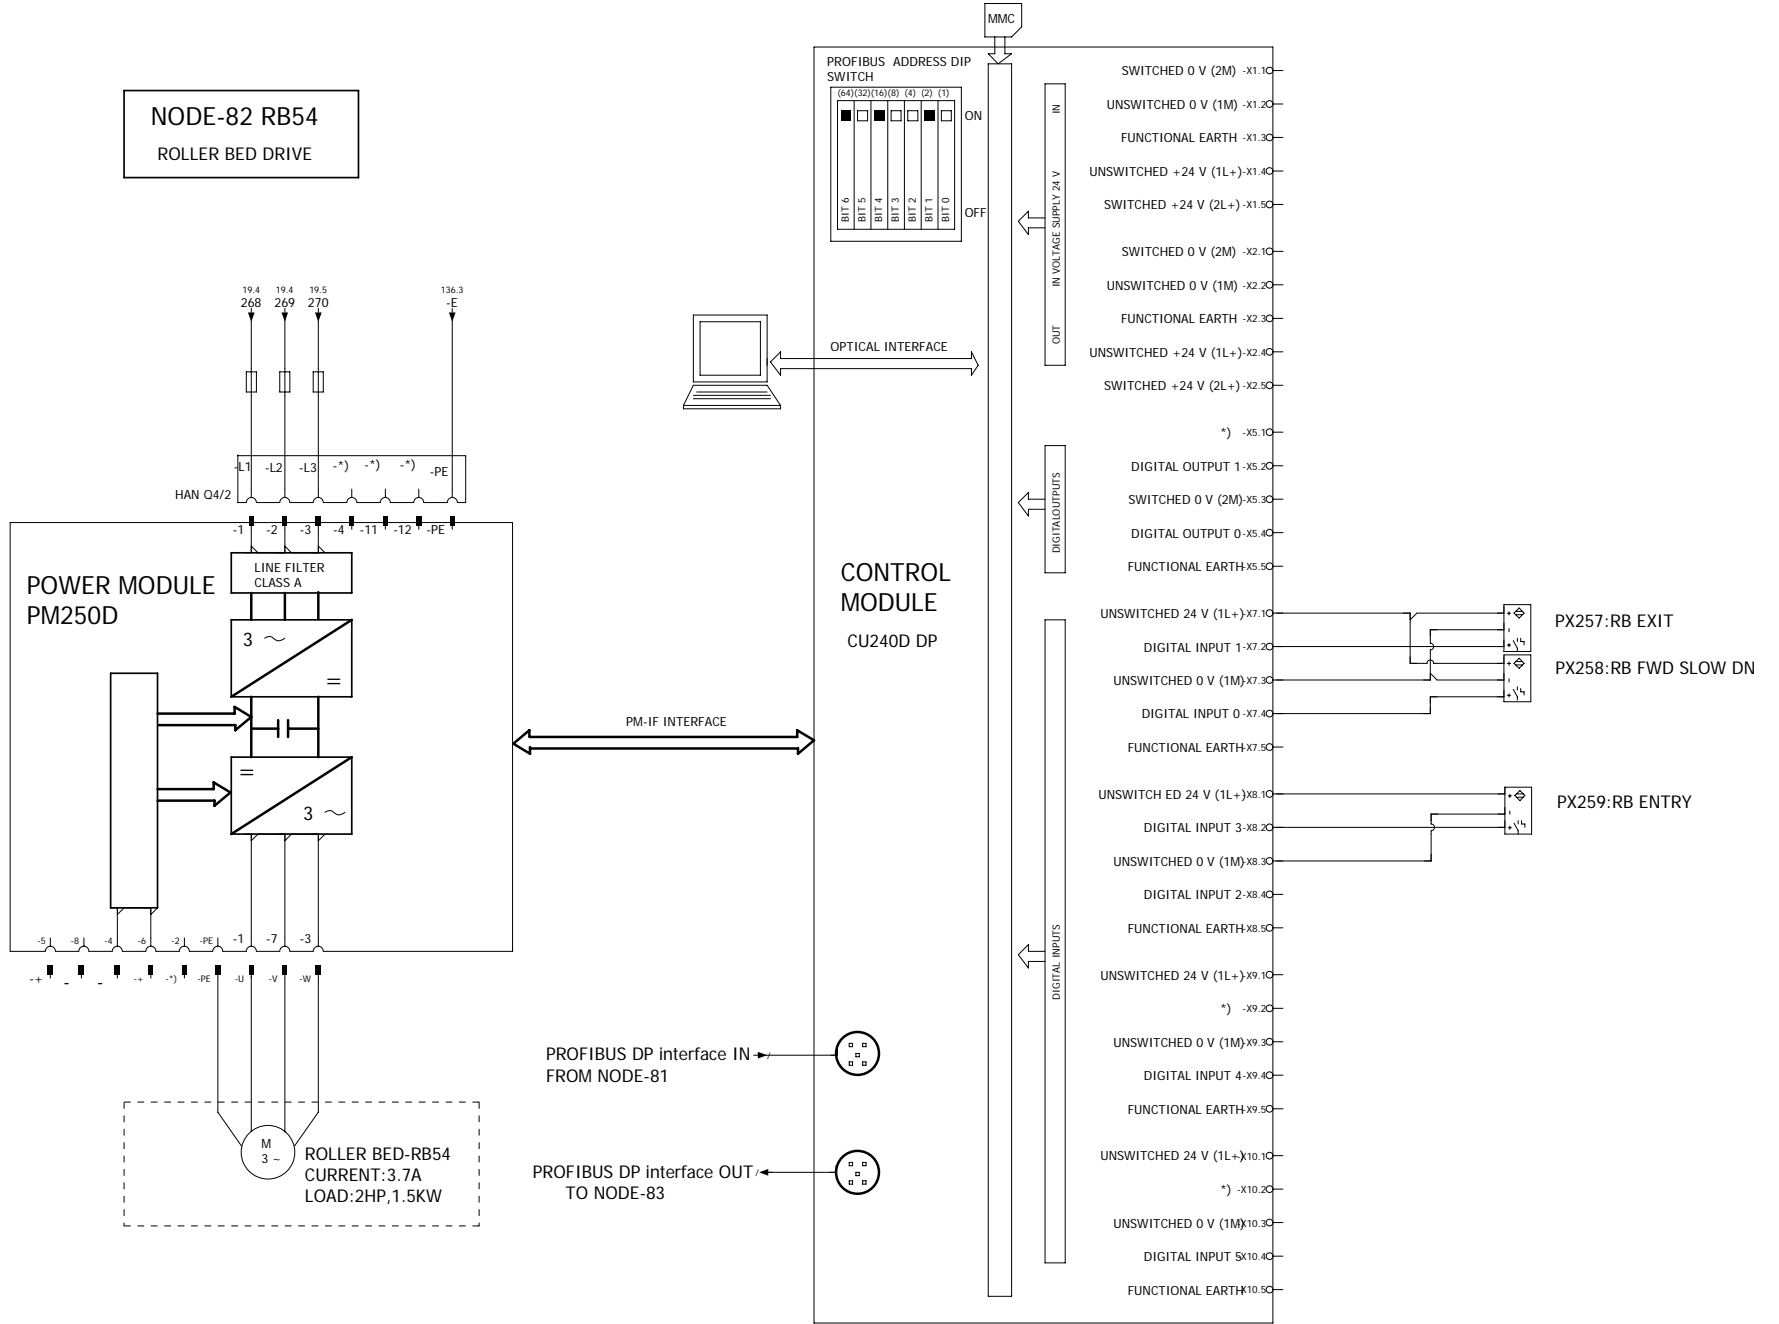 MMC
NODE-82 RB54
ROLLER BED DRIVE
PROFIBUS ADDRESS DIP
SWITCH
(64)(32)(16)(8) (4) (2) (1)
ON
BIT 6 BIT 5 BIT 4 BIT 3 BIT 2 BIT 1 BIT 0
OFF
IN
IN VOLTAGE SUPPLY 24 V
OUT
SWITCHED 0 V (2M) -X1.1
UNSWITCHED 0 V (1M) -X1.2
FUNCTIONAL EARTH -X1.3
UNSWITCHED +24 V (1L+)-X1.4
SWITCHED +24 V (2L+) -X1.5
SWITCHED 0 V (2M) -X2.1
UNSWITCHED 0 V (1M) -X2.2
FUNCTIONAL EARTH -X2.3
UNSWITCHED +24 V (1L+)-X2.4
SWITCHED +24 V (2L+) -X2.5
19.4 19.4 19.5 136.3
268 269 270 -E
OPTICAL INTERFACE
-L1 -L2 -L3 -*) -*) -*) -PE
HAN Q4/2
-1 -2 -3 -4 -11 -12 -PE
LINE FILTER
CLASS A
POWER MODULE
PM250D
3 ~
=
=
3 ~
PM-IF INTERFACE
CONTROL
MODULE
CU240D DP
DIGITALOUTPUTS
*) -X5.1
DIGITAL OUTPUT 1-X5.2
SWITCHED 0 V (2M)-X5.3
DIGITAL OUTPUT 0-X5.4
FUNCTIONAL EARTH-X5.5
DIGITAL INPUTS
UNSWITCHED 24 V (1L+)-X7.1
DIGITAL INPUT 1-X7.2
UNSWITCHED 0 V (1M)-X7.3
DIGITAL INPUT 0-X7.4
FUNCTIONAL EARTH-X7.5
+
-
+
PX257:RB EXIT
+
-
+
PX258:RB FWD SLOW DN
UNSWITCH ED 24 V (1L+)-X8.1
DIGITAL INPUT 3-X8.2
UNSWITCHED 0 V (1M)-X8.3
DIGITAL INPUT 2-X8.4
FUNCTIONAL EARTH-X8.5
+
-
+
PX259:RB ENTRY
UNSWITCHED 24 V (1L+)-X9.1
*) -X9.2
UNSWITCHED 0 V (1M)-X9.3
DIGITAL INPUT 4-X9.4
FUNCTIONAL EARTH-X9.5
UNSWITCHED 24 V (1L+)-X10.1
*) -X10.2
UNSWITCHED 0 V (1M)-X10.3
DIGITAL INPUT 5-X10.4
FUNCTIONAL EARTH-X10.5
-5 -8 -4 -6 -2 -PE -1 -7 -3
-+ - - -+ -*) -PE -U -V -W
PROFIBUS DP interface IN
FROM NODE-81
M
3 ~
ROLLER BED-RB54
CURRENT:3.7A
LOAD:2HP,1.5KW
PROFIBUS DP interface OUT
TO NODE-83